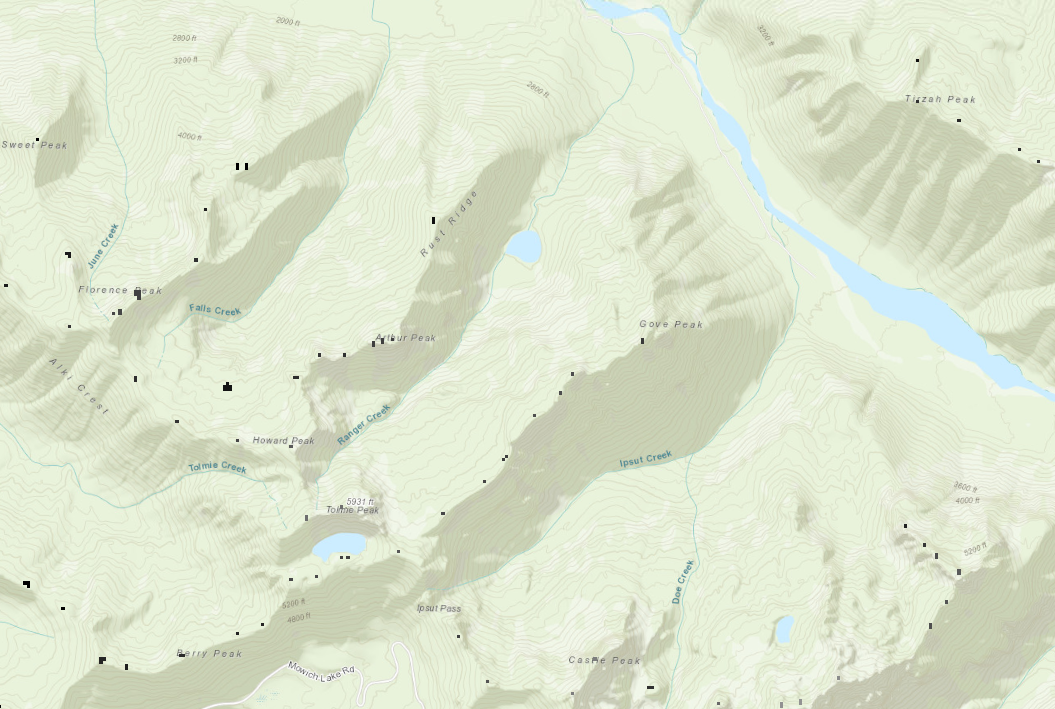 2000 ft
2800 ft
3200 ft
3200 ft
2800 ft
Tirzah Peak
4000 ft
Sweet Peak
Rust Ridge
June Creek
Florence Peak
Falls Creek
Gove Peak
Arthur Peak
Alki Crest
Ranger Creek
Howard Peak
Ipsut Creek
Tolmie Creek
3600 ft
4000 ft
5931 ft
Tolmie Peak
5200 ft
Doe Creek
5200 ft
4800 ft
Ipsut Pass
Berry Peak
Castle Peak
Mowich Lake Rd